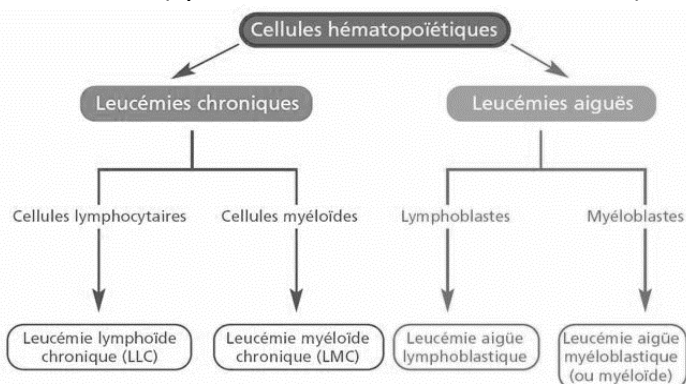 Cellules hématopoïétiques
Leucémies chroniques
Leucémies aiguës
Cellules lymphocytaires
Cellules myéloïdes
Lymphoblastes
Myéloblastes
Leucémie lymphoïde
chronique (LLC)
Leucémie myéloïde
chronique (LMC)
Leucémie aigüe
lymphoblastique
Leucémie aigüe
myéloblastique
(ou myéloïde)